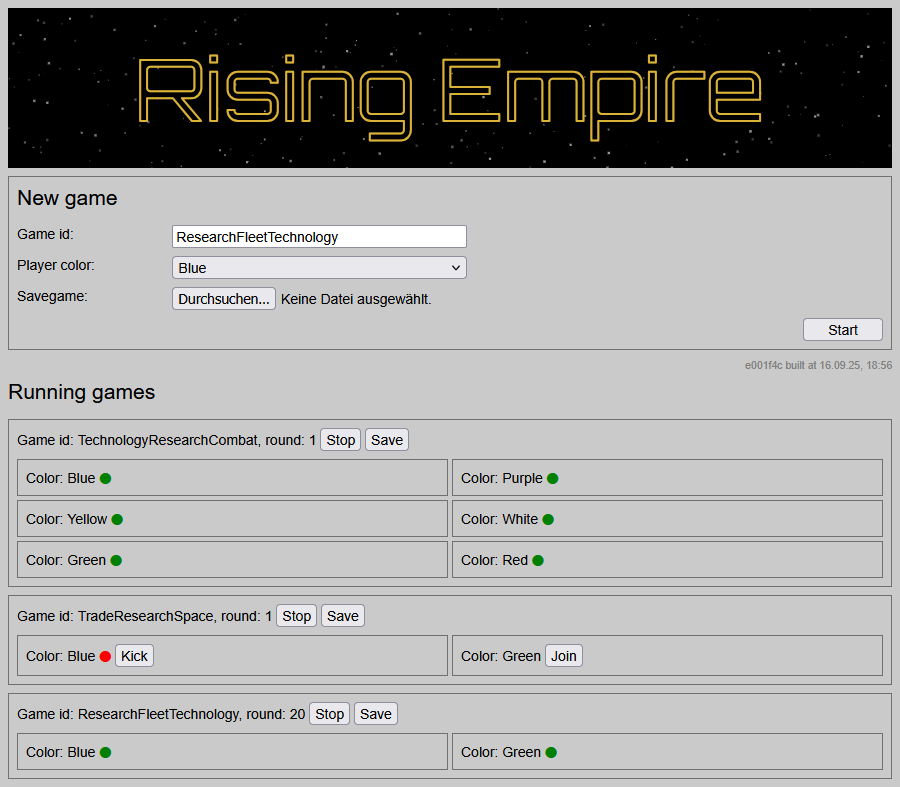 Rising Empire
New game
Game id: ResearchFleetTechnology
Player color: Blue
Savegame: Durchsuchen... Keine Datei ausgewählt.
Start
e001f4c built at 16.09.25, 18:56
Running games
Game id: TechnologyResearchCombat, round: 1 Stop Save
Color: Blue Color: Purple
Color: Yellow Color: White
Color: Green Color: Red
Game id: TradeResearchSpace, round: 1 Stop Save
Color: Blue Kick Color: Green Join
Game id: ResearchFleetTechnology, round: 20 Stop Save
Color: Blue Color: Green